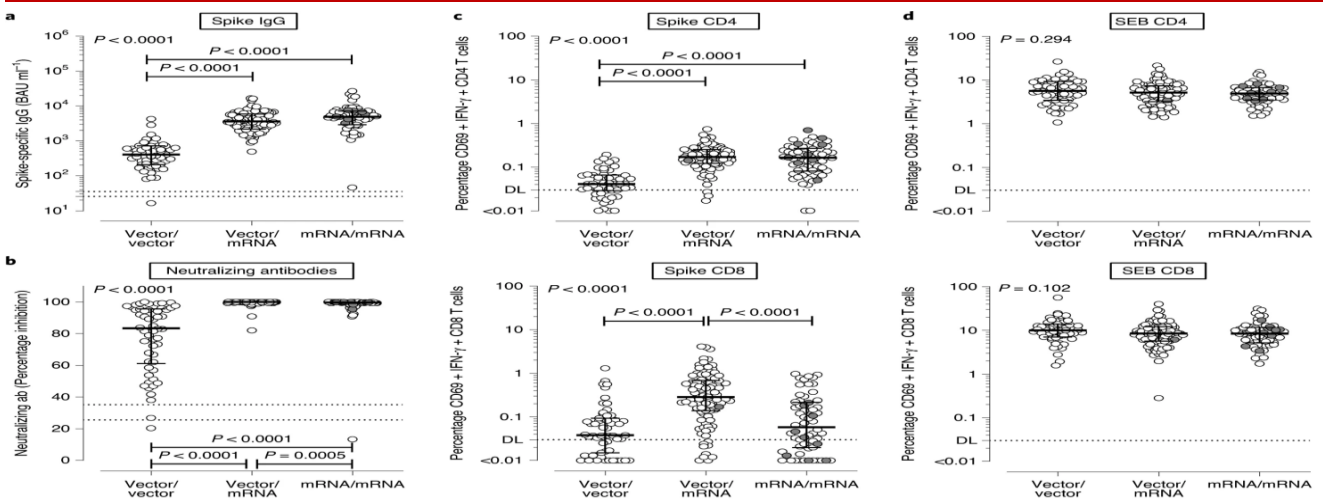 a
Spike IgG
P < 0.0001
P < 0.0001
P < 0.0001
Spike-specific IgG (BAU ml⁻¹)
10⁶
10⁵
10⁴
10³
10²
10¹
Vector/
vector
Vector/
mRNA
mRNA/mRNA
b
Neutralizing antibodies
P < 0.0001
Neutralizing ab (Percentage inhibition)
100
80
60
40
20
0
P < 0.0001
P < 0.0001
P = 0.0005
Vector/
vector
Vector/
mRNA
mRNA/mRNA
c
Spike CD4
P < 0.0001
P < 0.0001
P < 0.0001
Percentage CD69 + IFN-γ + CD4 T cells
100
10
1
0.1
DL
<0.01
Vector/
vector
Vector/
mRNA
mRNA/mRNA
Spike CD8
P < 0.0001
P < 0.0001
P < 0.0001
Percentage CD69 + IFN-γ + CD8 T cells
100
10
1
0.1
DL
<0.01
Vector/
vector
Vector/
mRNA
mRNA/mRNA
d
SEB CD4
P = 0.294
Percentage CD69 + IFN-γ + CD4 T cells
100
10
1
0.1
DL
<0.01
Vector/
vector
Vector/
mRNA
mRNA/mRNA
SEB CD8
P = 0.102
Percentage CD69 + IFN-γ + CD8 T cells
100
10
1
0.1
DL
<0.01
Vector/
vector
Vector/
mRNA
mRNA/mRNA